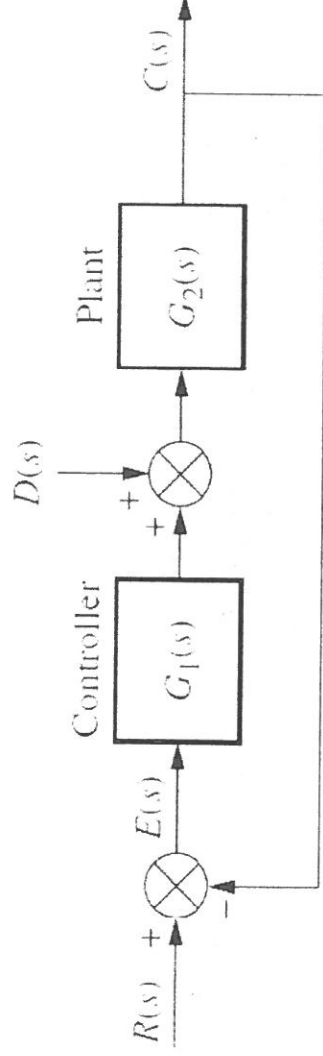 D(s)
Controller
Plant
R(s)
+
E(s)
G₁(s)
+
+
G₂(s)
C(s)
−